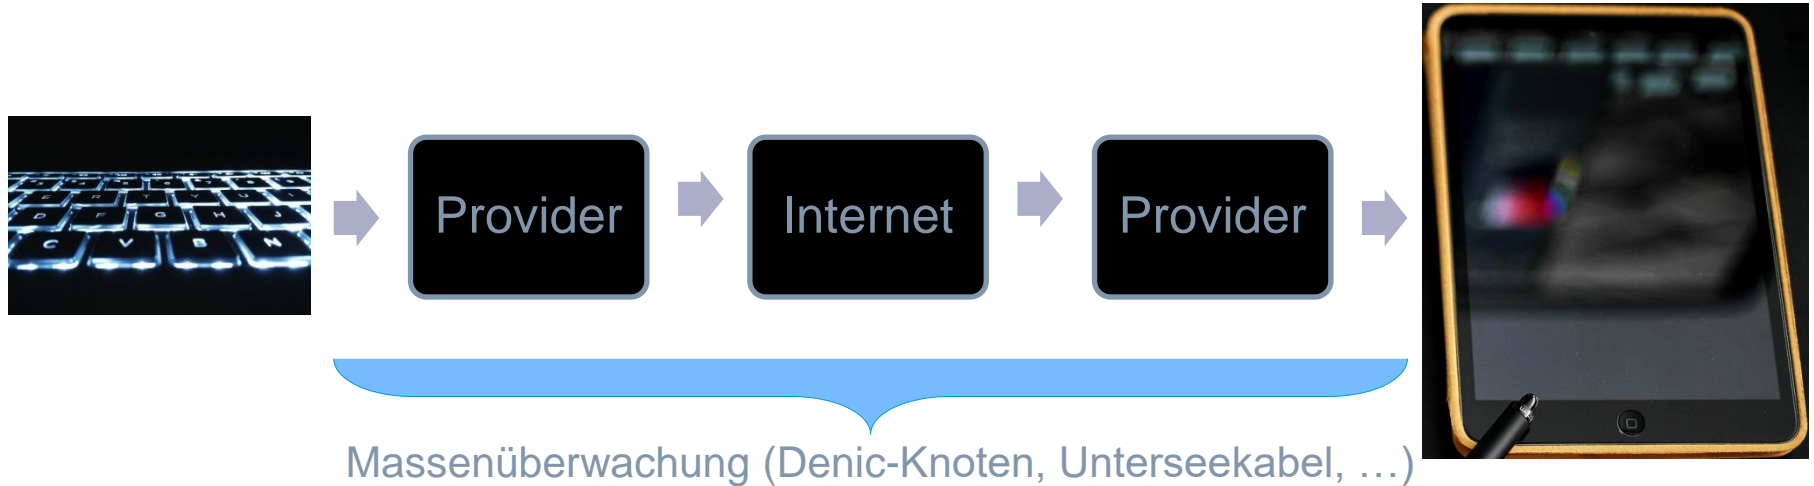 E R T Y U I
D F G H J
C V B N
Provider
Internet
Provider
Massenüberwachung (Denic-Knoten, Unterseekabel, …)